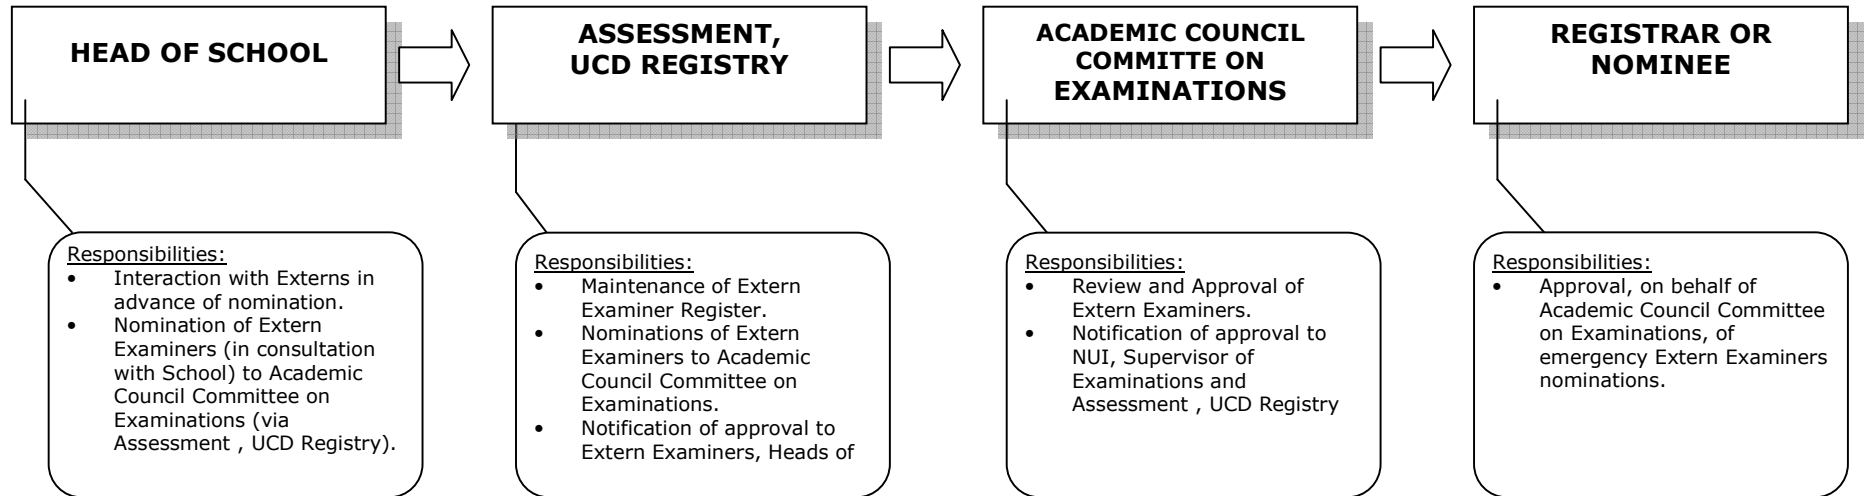 HEAD OF SCHOOL
ASSESSMENT,
UCD REGISTRY
ACADEMIC COUNCIL
COMMITTE ON
EXAMINATIONS
REGISTRAR OR
NOMINEE
Responsibilities:
• Interaction with Externs in
advance of nomination.
• Nomination of Extern
Examiners (in consultation
with School) to Academic
Council Committee on
Examinations (via
Assessment , UCD Registry).
Responsibilities:
• Maintenance of Extern
Examiner Register.
• Nominations of Extern
Examiners to Academic
Council Committee on
Examinations.
• Notification of approval to
Extern Examiners, Heads of
Responsibilities:
• Review and Approval of
Extern Examiners.
• Notification of approval to
NUI, Supervisor of
Examinations and
Assessment , UCD Registry
Responsibilities:
• Approval, on behalf of
Academic Council Committee
on Examinations, of
emergency Extern Examiners
nominations.